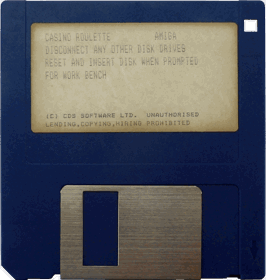 CASINO ROULETTE AMIGA
DISCONNECT ANY OTHER DISK DRIVES
RESET AND INSERT DISK WHEN PROMPTED
FOR WORK BENCH
(C) CDS SOFTWARE LTD. UNAUTHORISED
LENDING,COPYING,HIRING PROHIBITED